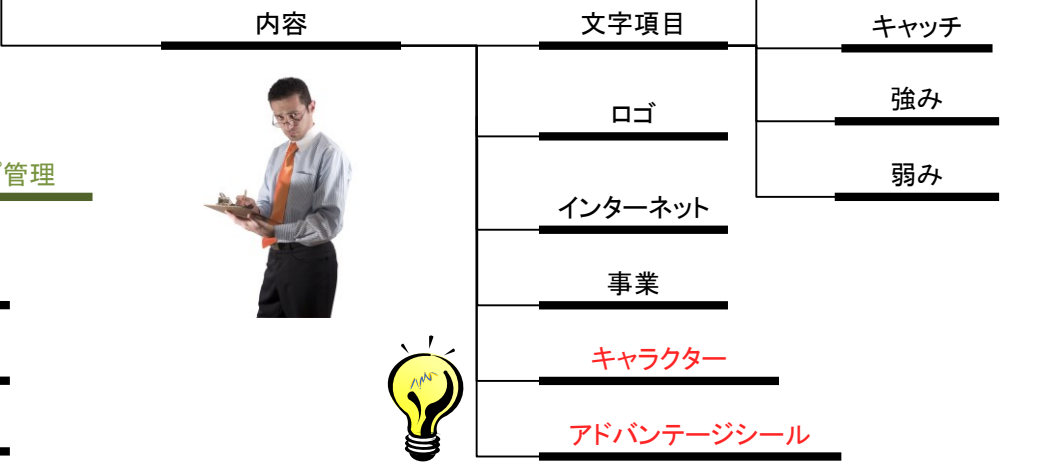 内容
文字項目
キャッチ
ロゴ
強み
管理
弱み
インターネット
事業
キャラクター
アドバンテージシール